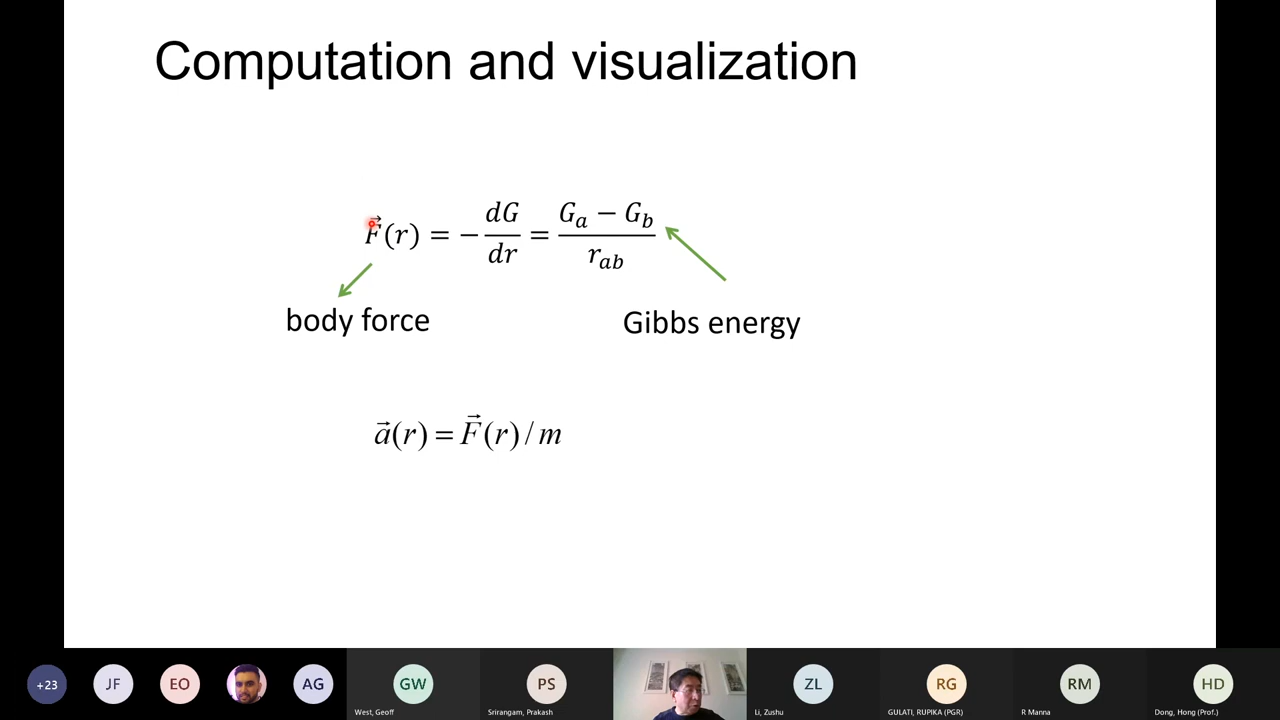 Computation and visualization
F⃗(r) = −dG/dr = (G_a − G_b)/r_ab
body force
Gibbs energy
a⃗(r) = F⃗(r) / m
+23
JF
EO
AG
GW
PS
ZL
RG
RM
HD
West, Geoff
Srirangam, Prakash
Li, Zushu
GULATI, RUPIKA (PGR)
R Manna
Dong, Hong (Prof.)